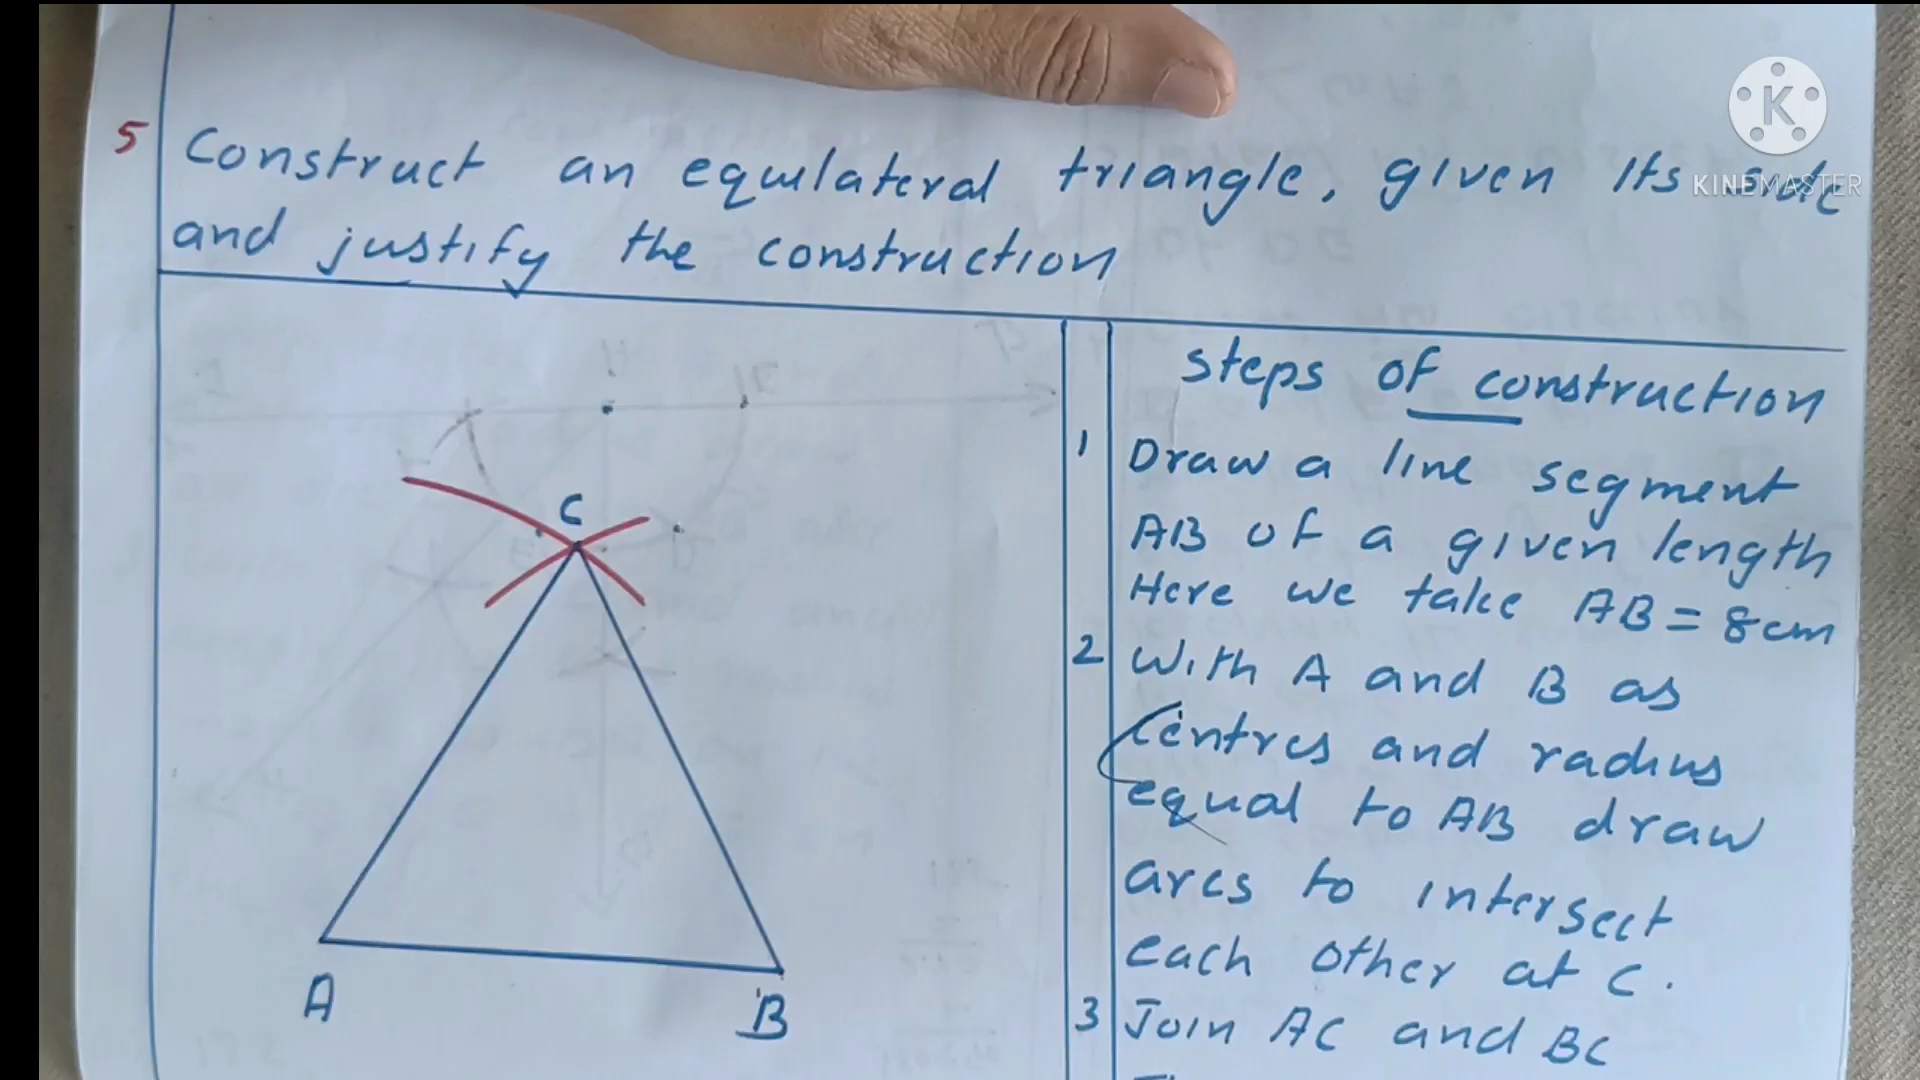 5 Construct an equilateral triangle, given its side
and justify the construction
KINEMASTER
C
A
B
Steps of construction
1 Draw a line segment
AB of a given length
Here we take AB = 8cm
2 With A and B as
Centres and radius
equal to AB draw
arcs to intersect
each other at C.
3 Join AC and BC